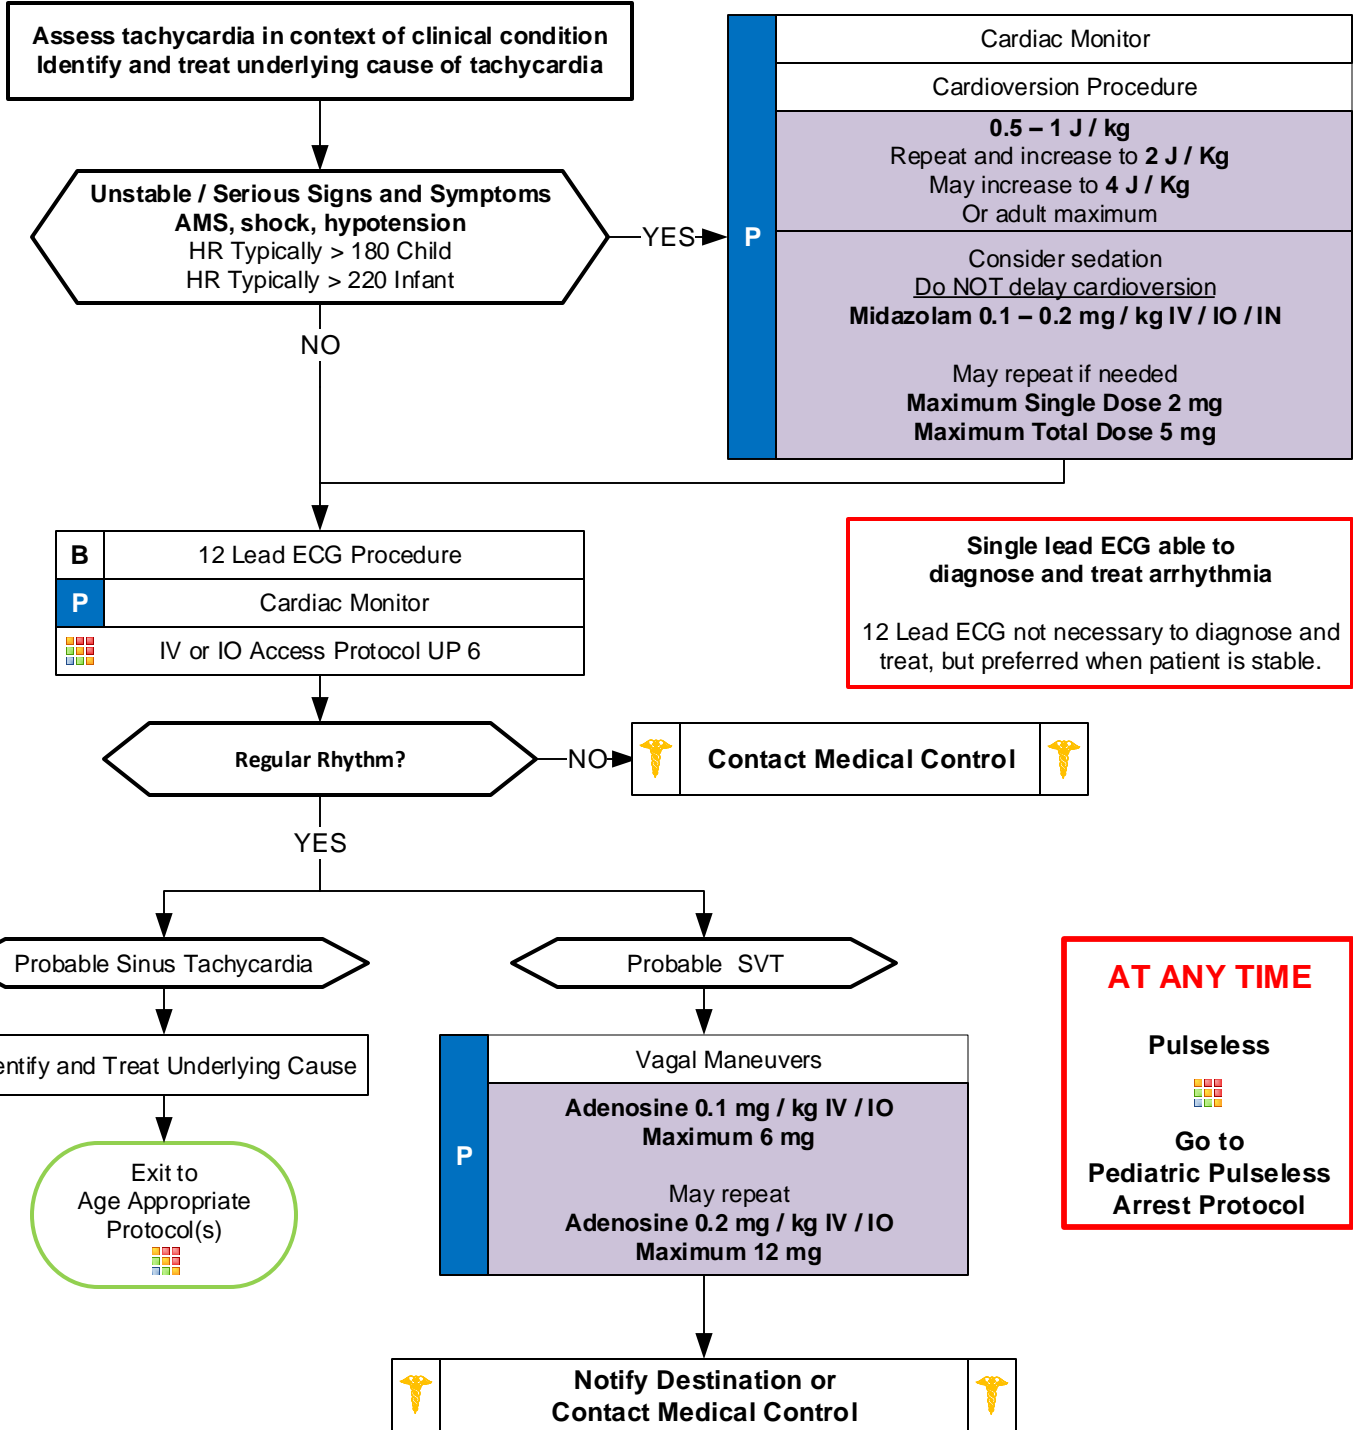 Assess tachycardia in context of clinical condition
Identify and treat underlying cause of tachycardia
Unstable / Serious Signs and Symptoms
AMS, shock, hypotension
HR Typically > 180 Child
HR Typically > 220 Infant
YES
NO
P
Cardiac Monitor
Cardioversion Procedure
0.5 – 1 J / kg
Repeat and increase to 2 J / Kg
May increase to 4 J / Kg
Or adult maximum
Consider sedation
Do NOT delay cardioversion
Midazolam 0.1 – 0.2 mg / kg IV / IO / IN
May repeat if needed
Maximum Single Dose 2 mg
Maximum Total Dose 5 mg
B 12 Lead ECG Procedure
P Cardiac Monitor
IV or IO Access Protocol UP 6
Single lead ECG able to
diagnose and treat arrhythmia
12 Lead ECG not necessary to diagnose and
treat, but preferred when patient is stable.
Regular Rhythm?
NO
Contact Medical Control
YES
Probable Sinus Tachycardia
entify and Treat Underlying Cause
Exit to
Age Appropriate
Protocol(s)
Probable SVT
P
Vagal Maneuvers
Adenosine 0.1 mg / kg IV / IO
Maximum 6 mg
May repeat
Adenosine 0.2 mg / kg IV / IO
Maximum 12 mg
AT ANY TIME
Pulseless
Go to
Pediatric Pulseless
Arrest Protocol
Notify Destination or
Contact Medical Control